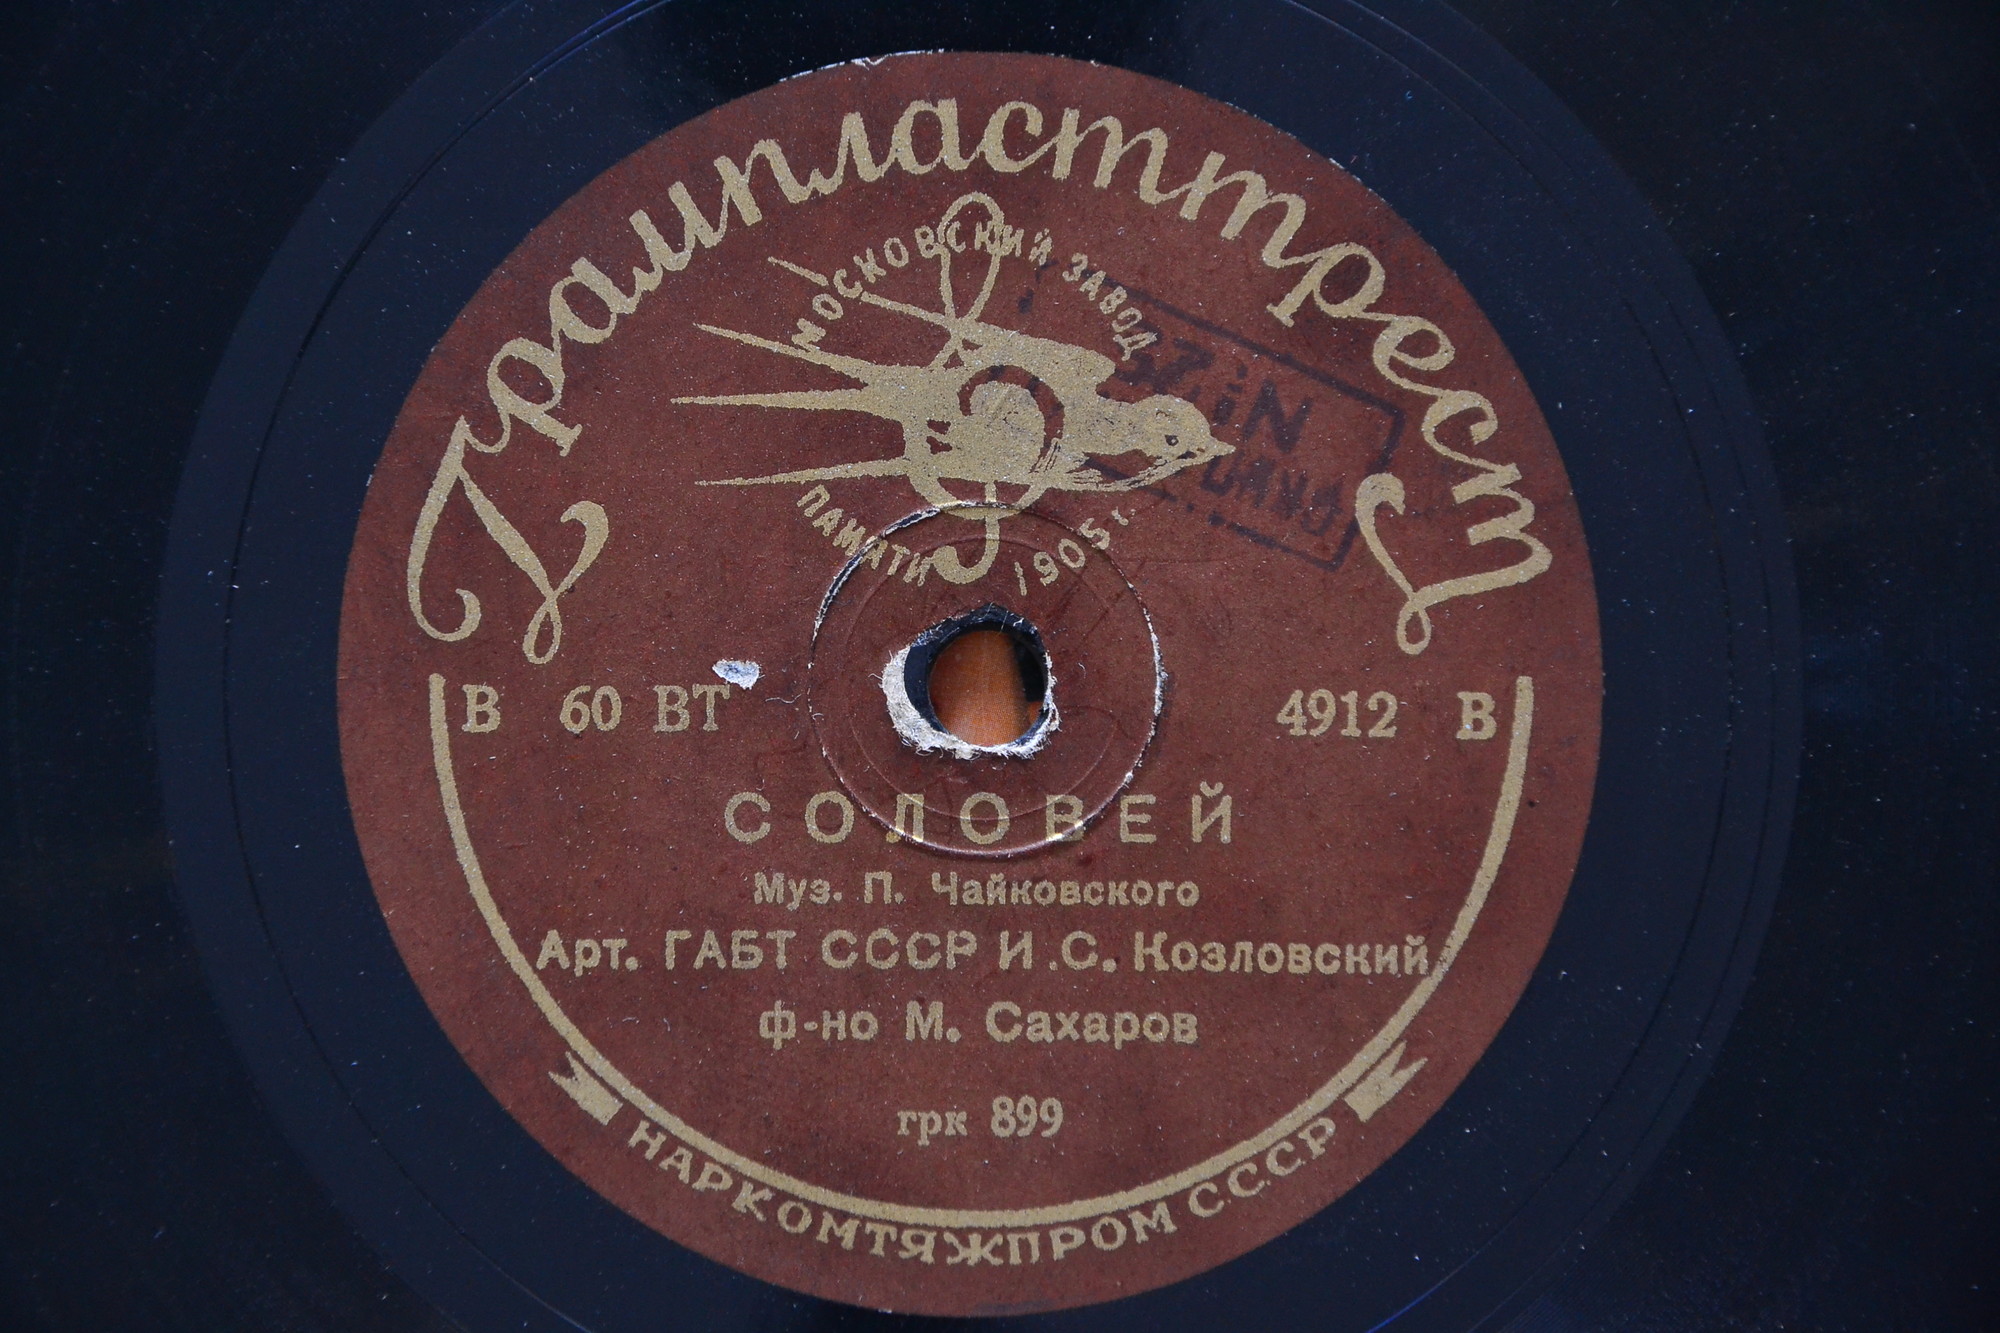 Грампласттрест
МОСКОВСКИЙ ЗАВОД
ПАМЯТИ 1905 г.
В 60 ВТ 4912 В
СОЛОВЕЙ
Муз. П. Чайковского
Арт. ГАБТ СССР И. С. Козловский
ф-но М. Сахаров
грк 899
НАРКОМТЯЖПРОМ СССР